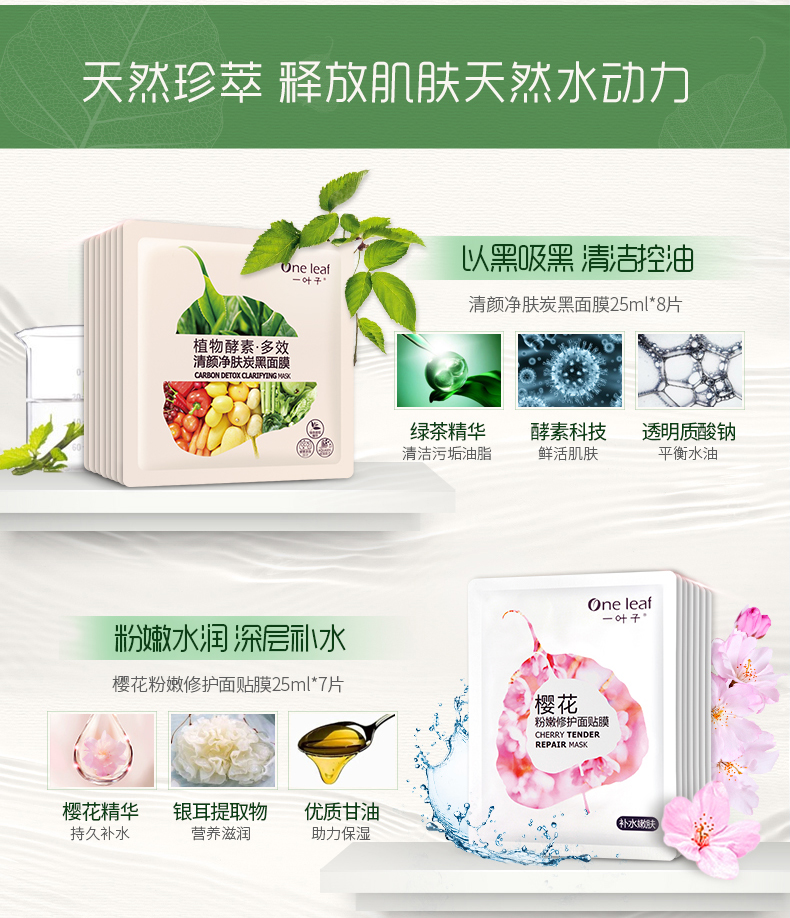 天然珍萃 释放肌肤天然水动力
One leaf
一叶子®
植物酵素·多效
清颜净肤炭黑面膜
CARBON DETOX CLARIFYING MASK
以黑吸黑 清洁控油
清颜净肤炭黑面膜25ml*8片
绿茶精华
清洁污垢油脂
酵素科技
鲜活肌肤
透明质酸钠
平衡水油
粉嫩水润 深层补水
樱花粉嫩修护面贴膜25ml*7片
樱花精华
持久补水
银耳提取物
营养滋润
优质甘油
助力保湿
One leaf
一叶子®
樱花
粉嫩修护面贴膜
CHERRY TENDER
REPAIR MASK
补水嫩肤